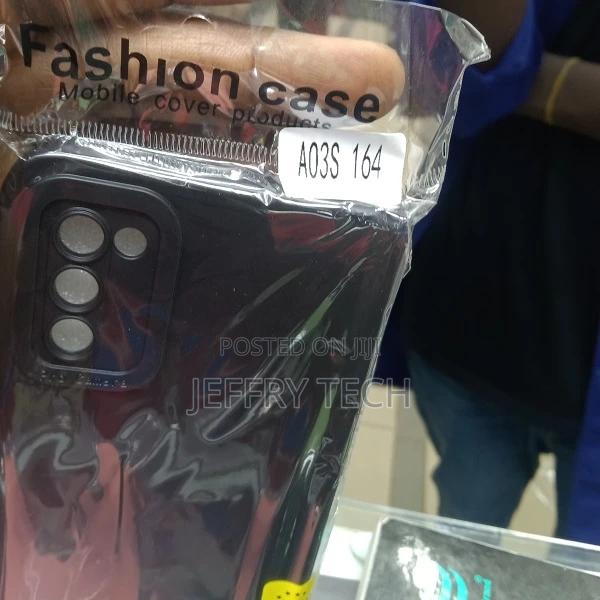 Fashion case
Mobile cover products
A03S 164
POSTED ON JIJI
JEFFRY TECH